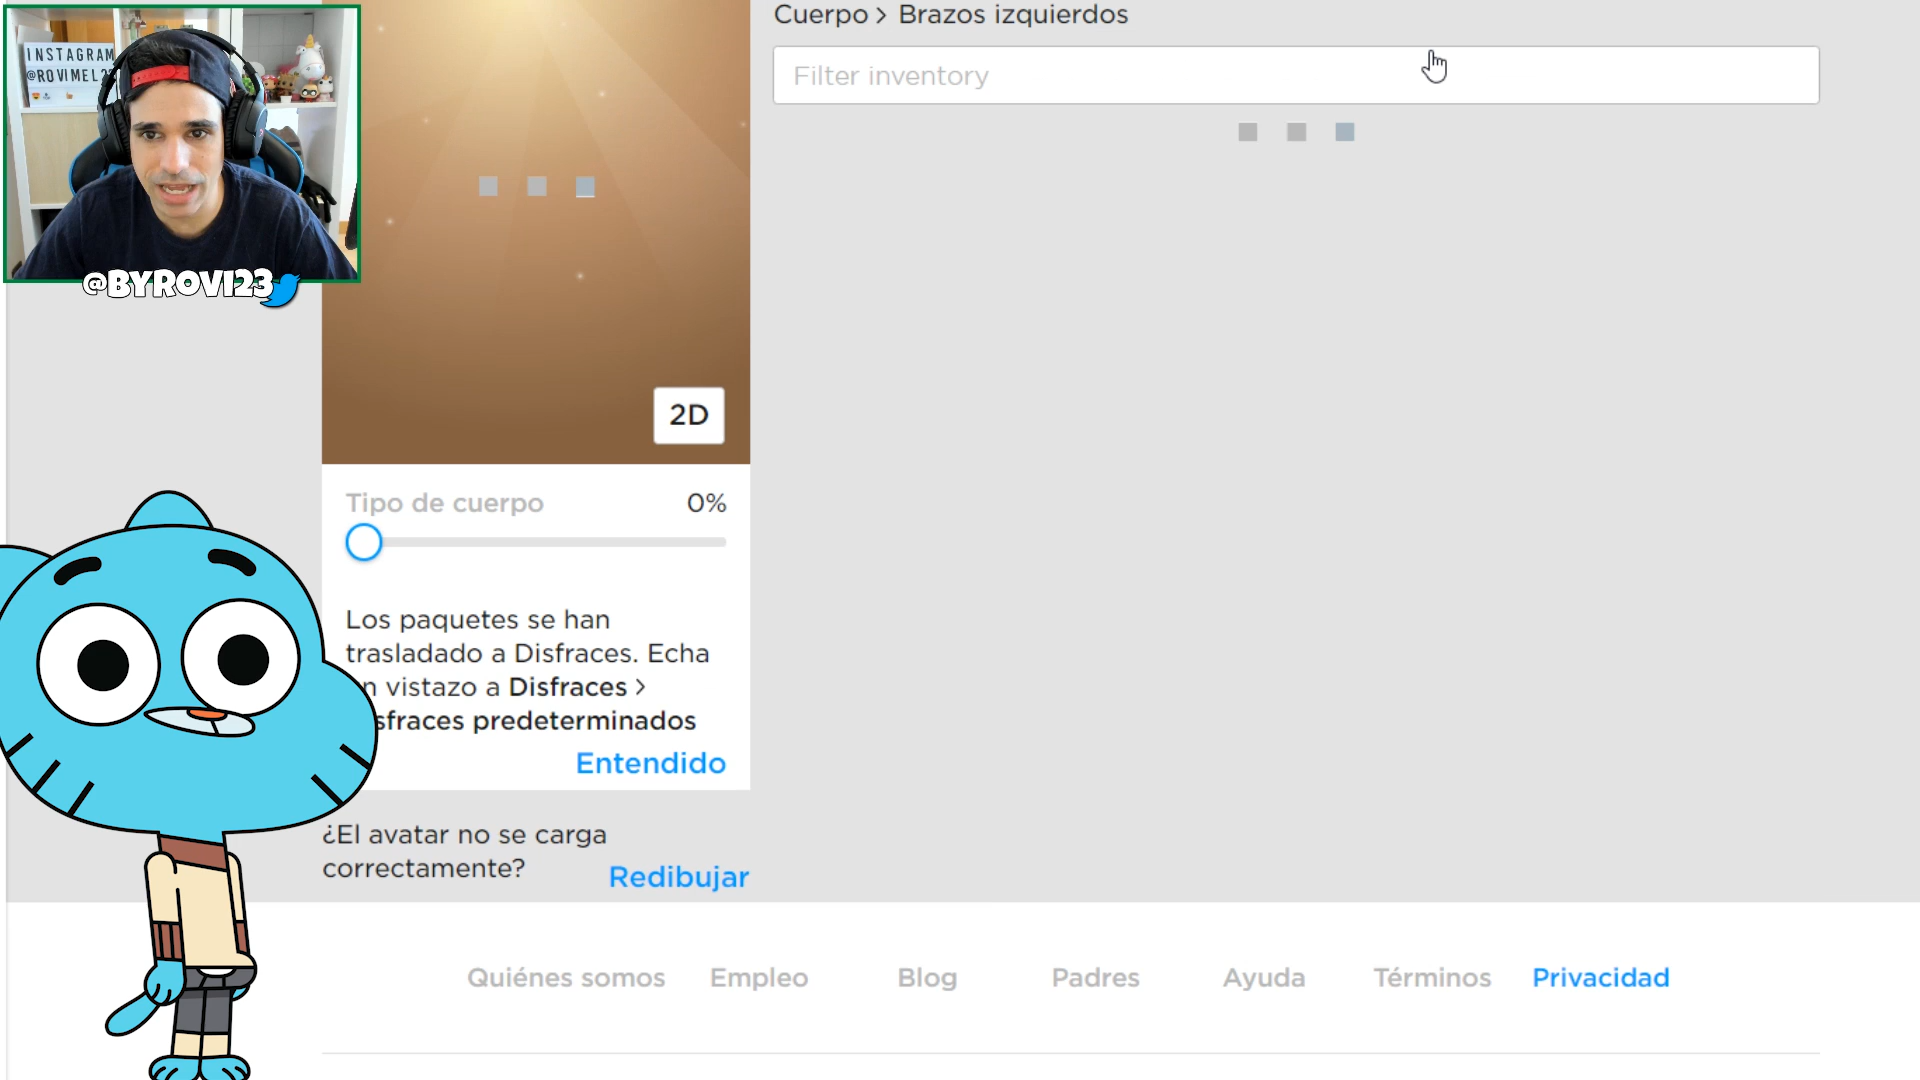 INSTAGRAM
Cuerpo > Brazos izquierdos
Filter inventory
@BYROVI23
2D
Tipo de cuerpo 0%
Los paquetes se han
trasladado a Disfraces. Echa
n vistazo a Disfraces >
sfraces predeterminados
Entendido
¿El avatar no se carga
correctamente?
Redibujar
Quiénes somos Empleo Blog Padres Ayuda Términos Privacidad